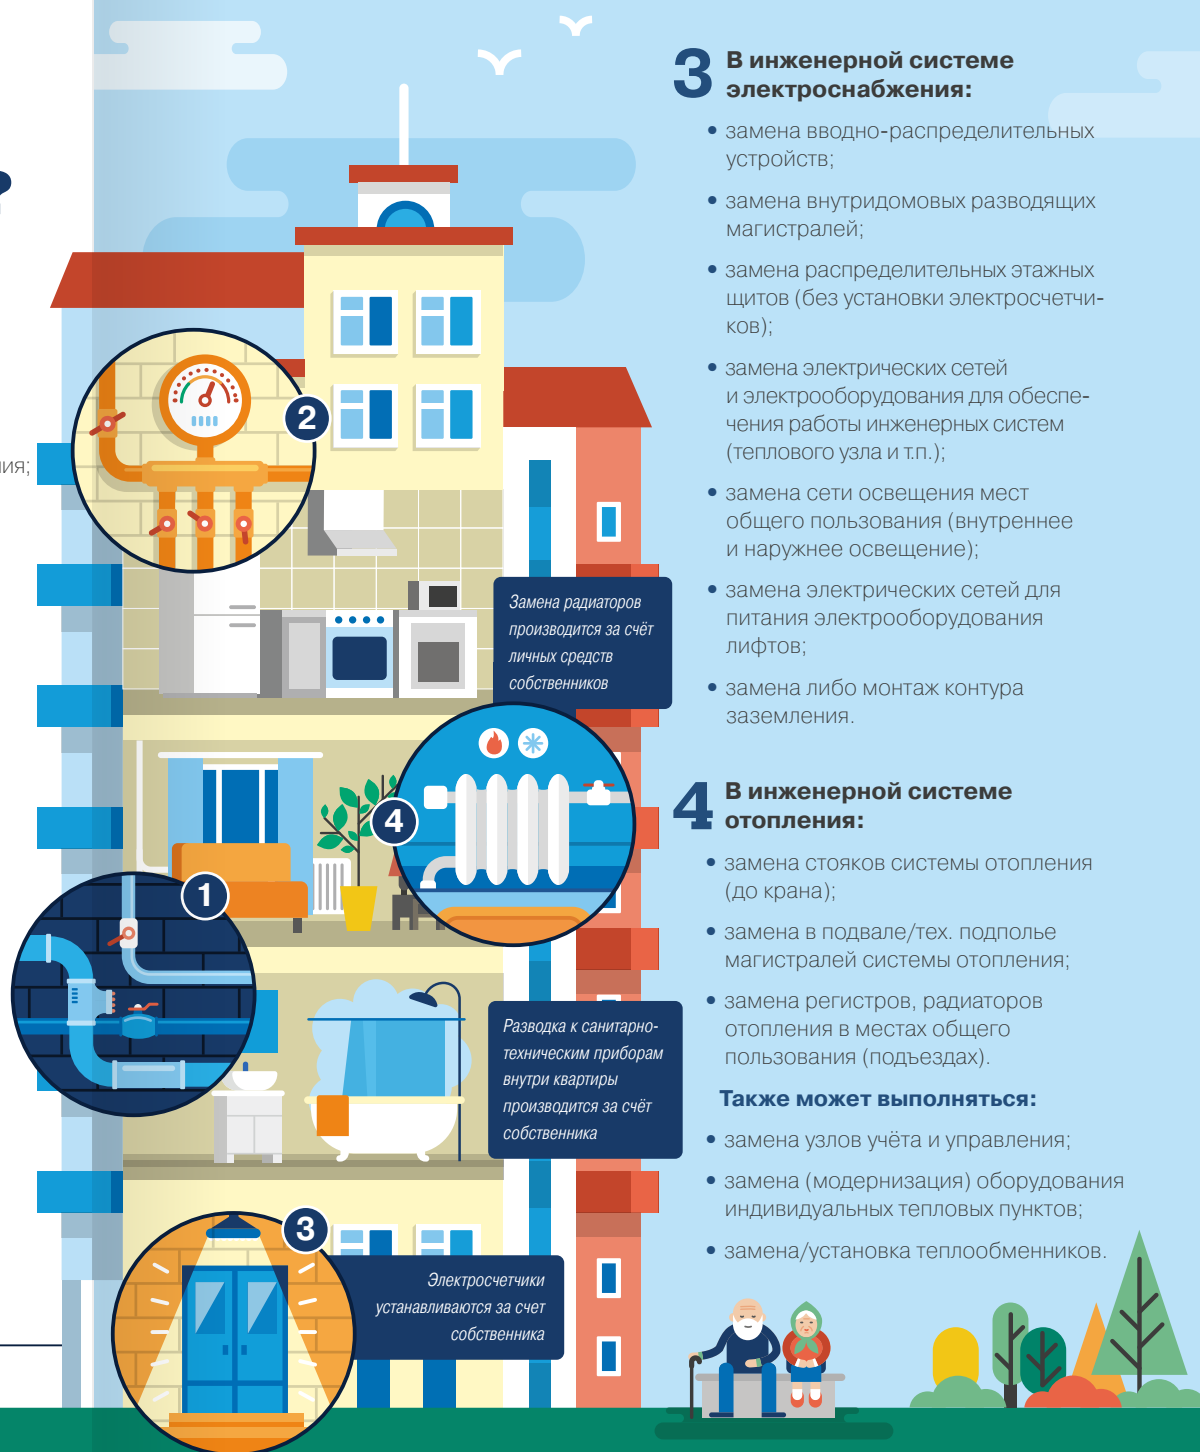 3 В инженерной системе
электроснабжения:
• замена вводно-распределительных
устройств;
• замена внутридомовых разводящих
магистралей;
• замена распределительных этажных
щитов (без установки электросчетчи-
ков);
• замена электрических сетей
и электрооборудования для обеспе-
чения работы инженерных систем
(теплового узла и т.п.);
• замена сети освещения мест
общего пользования (внутреннее
и наружнее освещение);
• замена электрических сетей для
питания электрооборудования
лифтов;
• замена либо монтаж контура
заземления.
4 В инженерной системе
отопления:
• замена стояков системы отопления
(до крана);
• замена в подвале/тех. подполье
магистралей системы отопления;
• замена регистров, радиаторов
отопления в местах общего
пользования (подъездах).
Также может выполняться:
• замена узлов учёта и управления;
• замена (модернизация) оборудования
индивидуальных тепловых пунктов;
• замена/установка теплообменников.
2
Замена радиаторов
производится за счёт
личных средств
собственников
4
1
Разводка к санитарно-
техническим приборам
внутри квартиры
производится за счёт
собственника
3
Электросчетчики
устанавливаются за счет
собственника